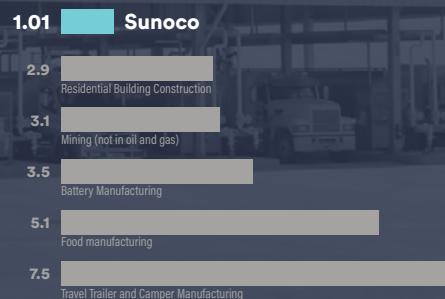 1.01 Sunoco
2.9
Residential Building Construction
3.1
Mining (not in oil and gas)
3.5
Battery Manufacturing
5.1
Food manufacturing
7.5
Travel Trailer and Camper Manufacturing